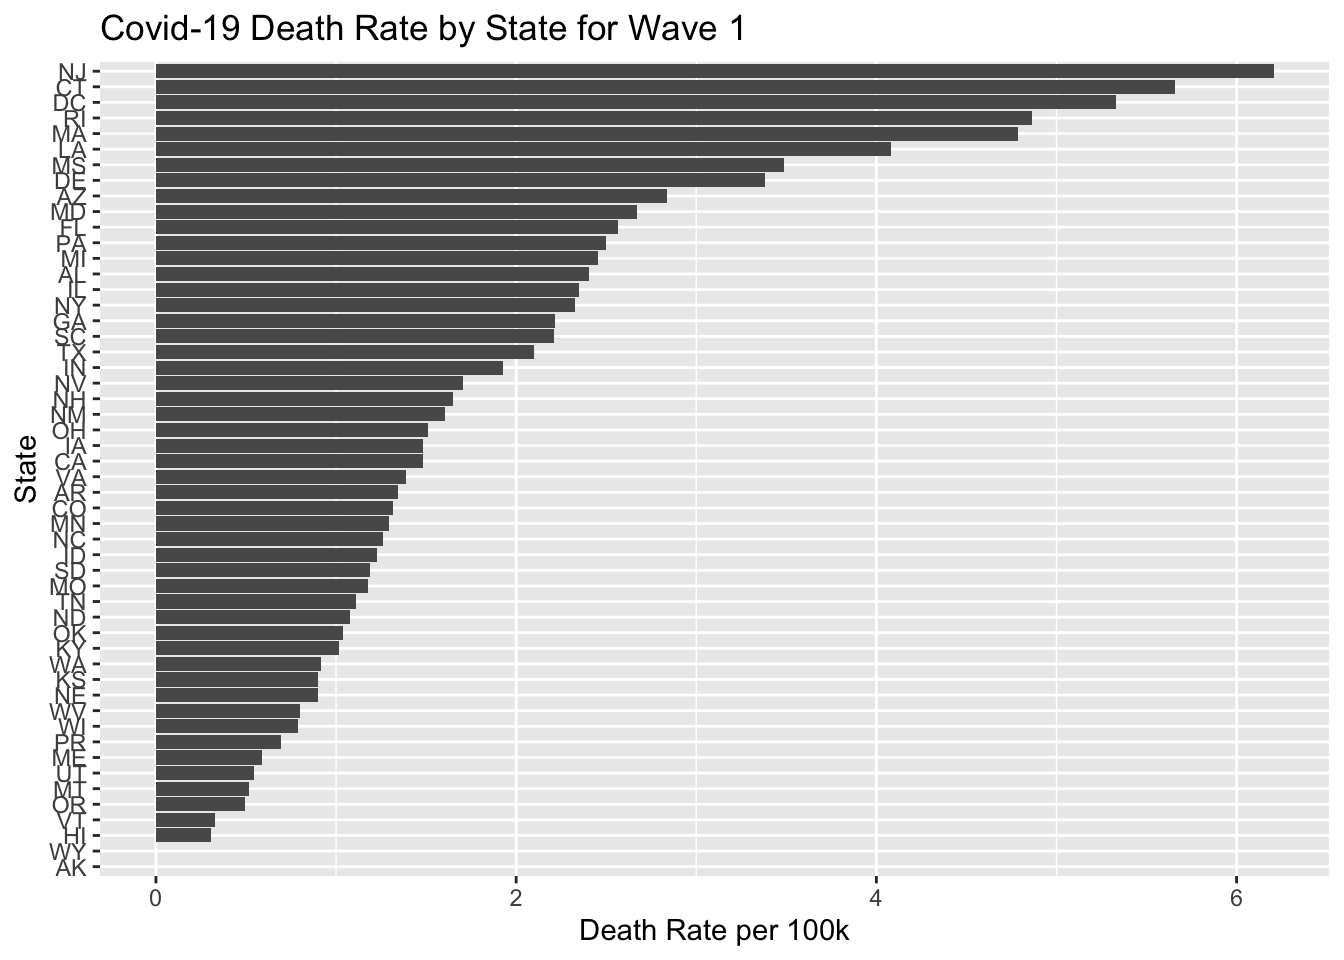 Covid-19 Death Rate by State for Wave 1
NJ
CT
DC
RI
MA
LA
MS
DE
AZ
MD
FL
PA
MI
AL
IL
NY
GA
SC
TX
IN
NV
NH
NM
OH
IA
CA
VA
AR
CO
MN
NC
ID
SD
MO
TN
ND
OK
KY
WA
KS
NE
WV
WI
PR
ME
UT
MT
OR
VT
HI
WY
AK
State
0 2 4 6
Death Rate per 100k